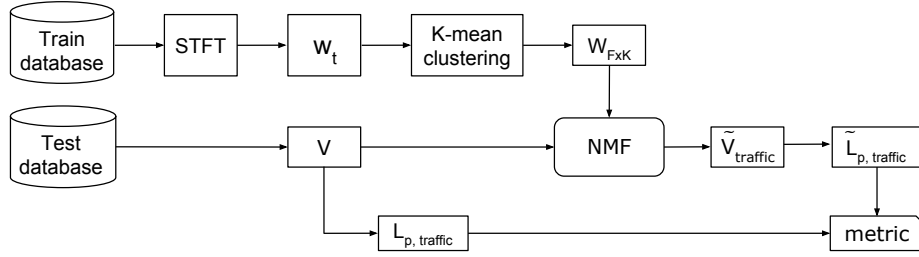 Train
database
STFT
w_t
K-mean
clustering
W_FxK
Test
database
V
NMF
Ṽ_traffic
L̃_p, traffic
L_p, traffic
metric